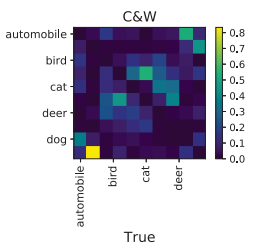 C&W
automobile
bird
cat
deer
dog
0.8
0.7
0.6
0.5
0.4
0.3
0.2
0.1
0.0
automobile
bird
cat
deer
True